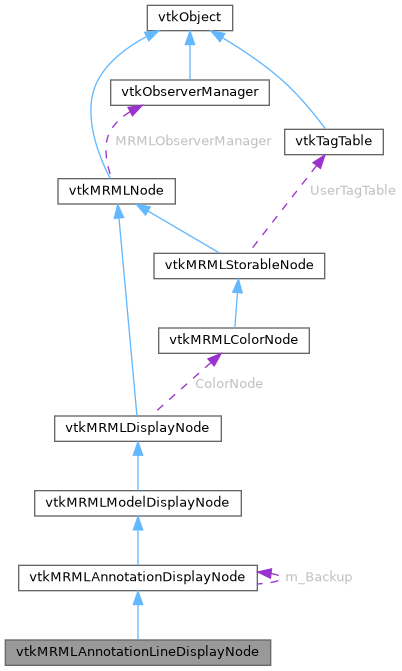 vtkObject
vtkObserverManager
MRMLObserverManager
vtkTagTable
vtkMRMLNode
UserTagTable
vtkMRMLStorableNode
vtkMRMLColorNode
ColorNode
vtkMRMLDisplayNode
vtkMRMLModelDisplayNode
vtkMRMLAnnotationDisplayNode
m_Backup
vtkMRMLAnnotationLineDisplayNode